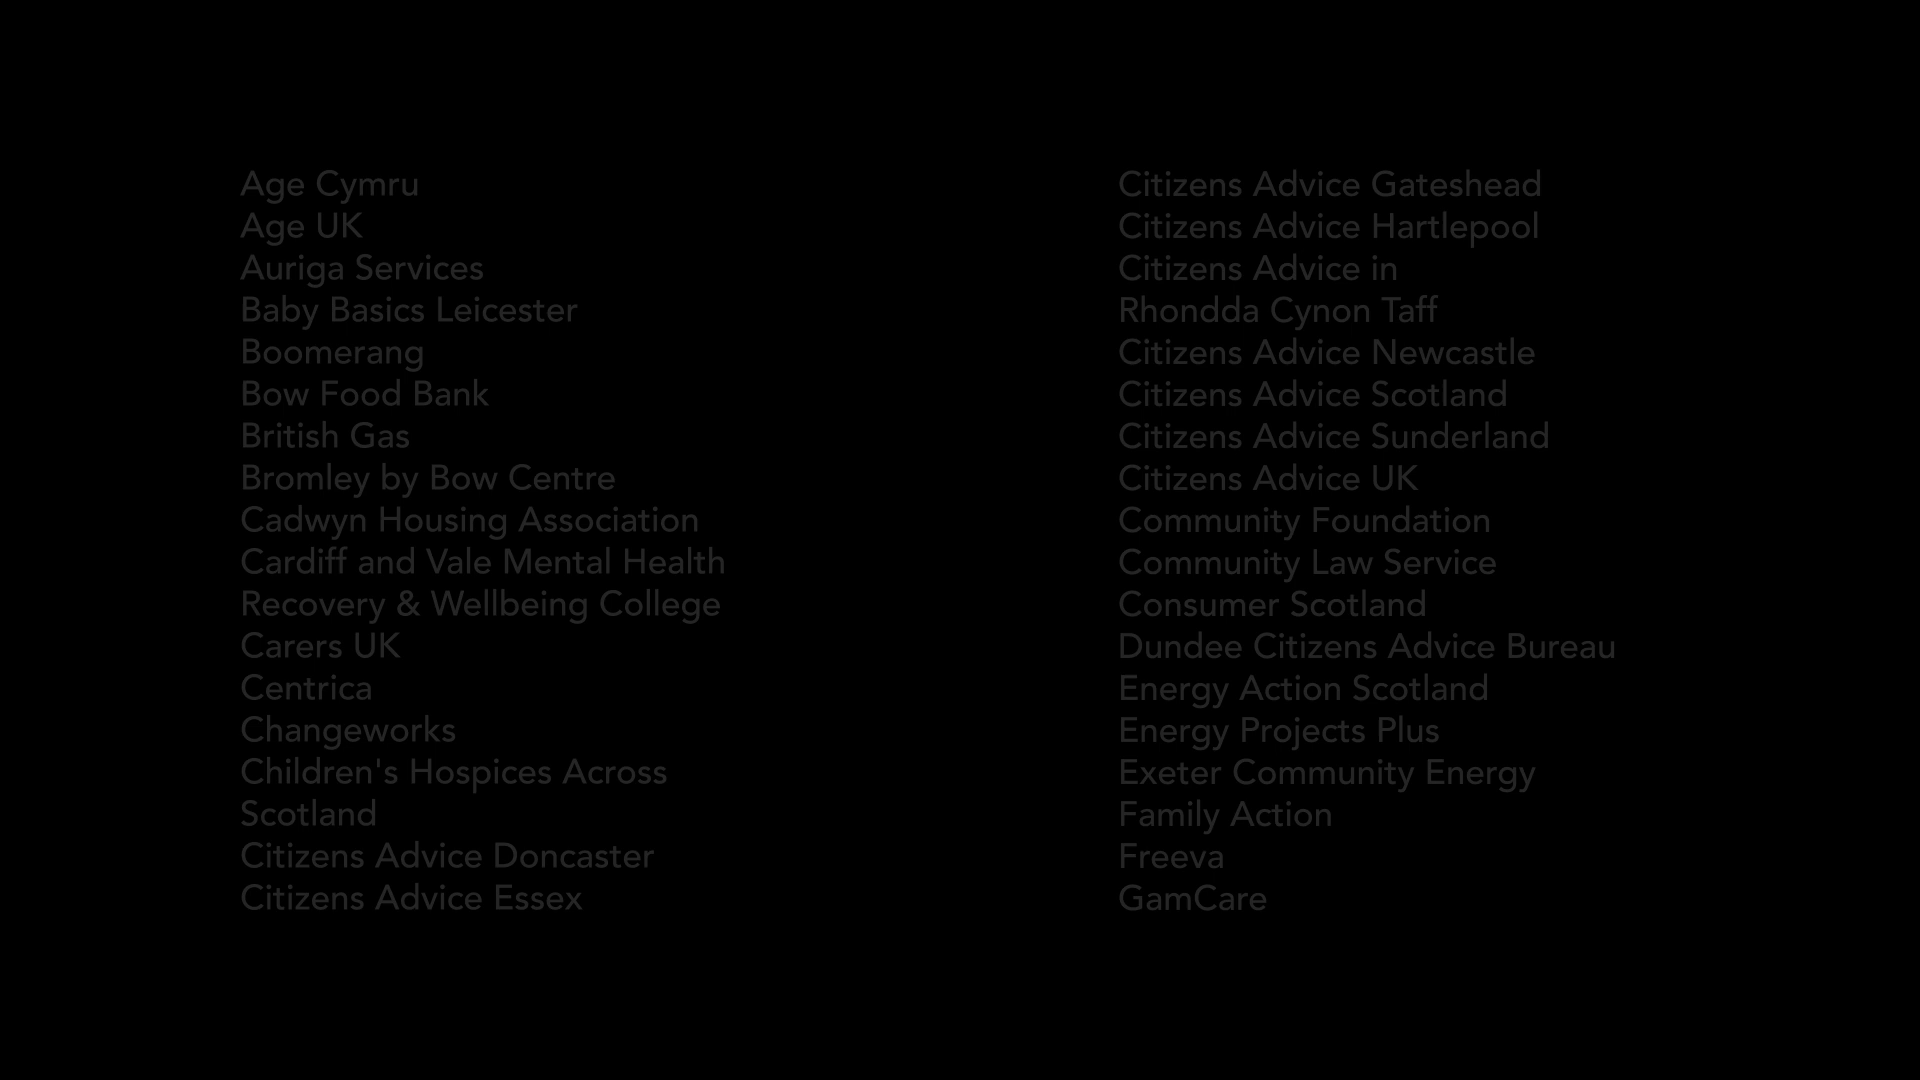 Age Cymru
Age UK
Auriga Services
Baby Basics Leicester
Boomerang
Bow Food Bank
British Gas
Bromley by Bow Centre
Cadwyn Housing Association
Cardiff and Vale Mental Health
Recovery & Wellbeing College
Carers UK
Centrica
Changeworks
Children's Hospices Across
Scotland
Citizens Advice Doncaster
Citizens Advice Essex
Citizens Advice Gateshead
Citizens Advice Hartlepool
Citizens Advice in
Rhondda Cynon Taff
Citizens Advice Newcastle
Citizens Advice Scotland
Citizens Advice Sunderland
Citizens Advice UK
Community Foundation
Community Law Service
Consumer Scotland
Dundee Citizens Advice Bureau
Energy Action Scotland
Energy Projects Plus
Exeter Community Energy
Family Action
Freeva
GamCare